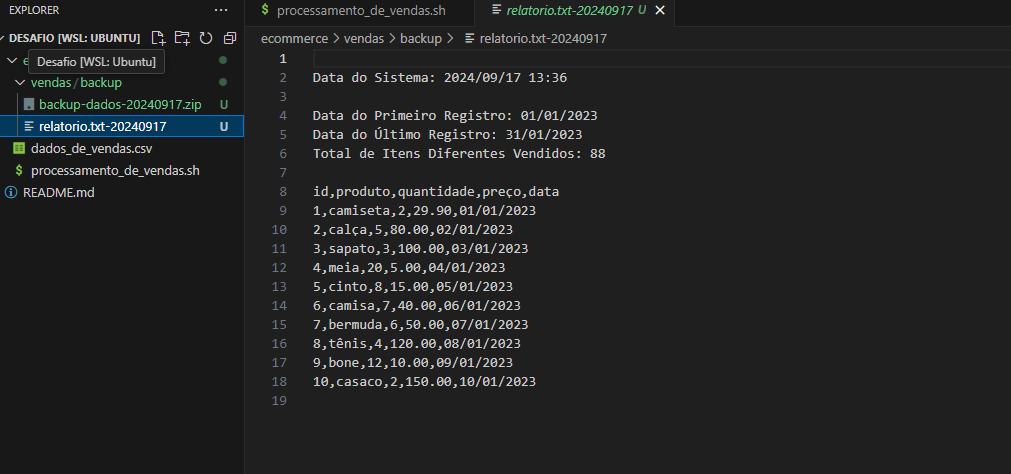 EXPLORER ...
DESAFIO [WSL: UBUNTU]
e
Desafio [WSL: Ubuntu]
vendas / backup
backup-dados-20240917.zip U
relatorio.txt-20240917 U
dados_de_vendas.csv
$ processamento_de_vendas.sh
README.md
$ processamento_de_vendas.sh
relatorio.txt-20240917 U
ecommerce > vendas > backup > relatorio.txt-20240917
1
2 Data do Sistema: 2024/09/17 13:36
3
4 Data do Primeiro Registro: 01/01/2023
5 Data do Último Registro: 31/01/2023
6 Total de Itens Diferentes Vendidos: 88
7
8 id,produto,quantidade,preço,data
9 1,camiseta,2,29.90,01/01/2023
10 2,calça,5,80.00,02/01/2023
11 3,sapato,3,100.00,03/01/2023
12 4,meia,20,5.00,04/01/2023
13 5,cinto,8,15.00,05/01/2023
14 6,camisa,7,40.00,06/01/2023
15 7,bermuda,6,50.00,07/01/2023
16 8,tênis,4,120.00,08/01/2023
17 9,bone,12,10.00,09/01/2023
18 10,casaco,2,150.00,10/01/2023
19